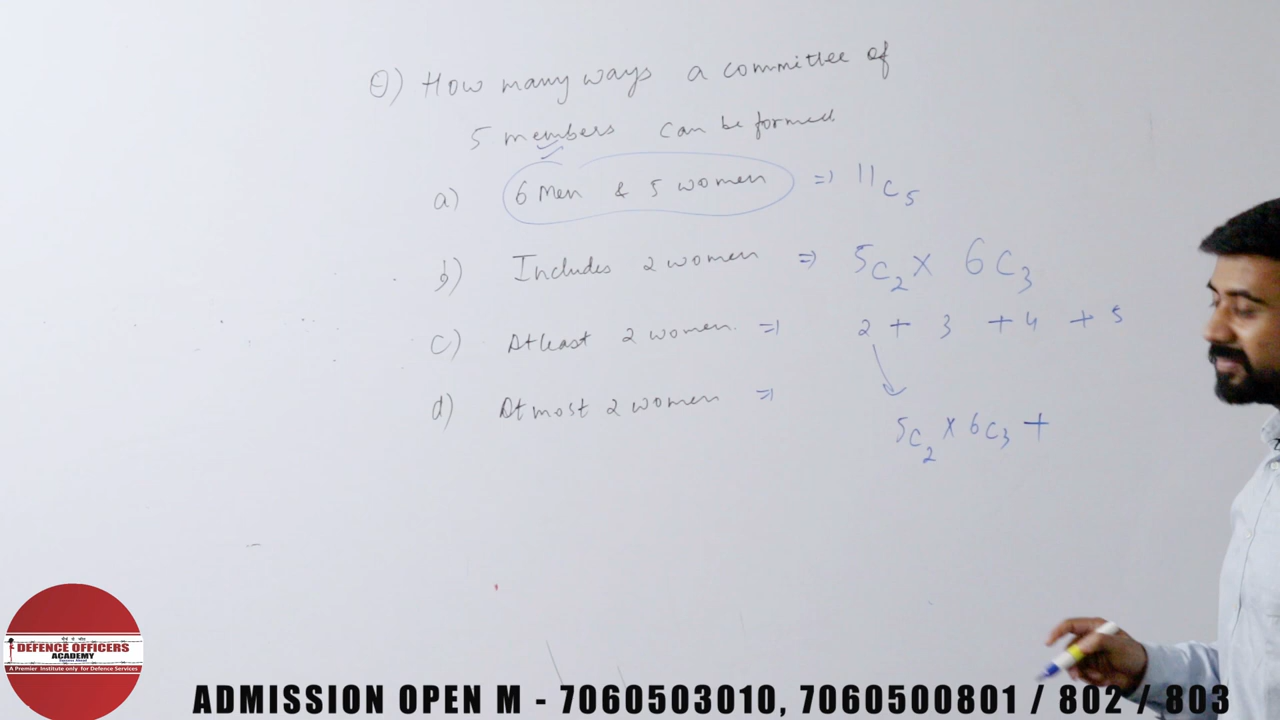 Q) How many ways a committee of
5 members can be formed
a) 6 Men & 5 women => 11C5
b) Includes 2 women => 5C2 X 6C3
c) Atleast 2 women. => 2 + 3 + 4 + 5
d) Atmost 2 women =>
5C2 X 6C3 +
DEFENCE OFFICERS
ACADEMY
A Premier Institute only for Defence Services
ADMISSION OPEN M - 7060503010, 7060500801 / 802 / 803